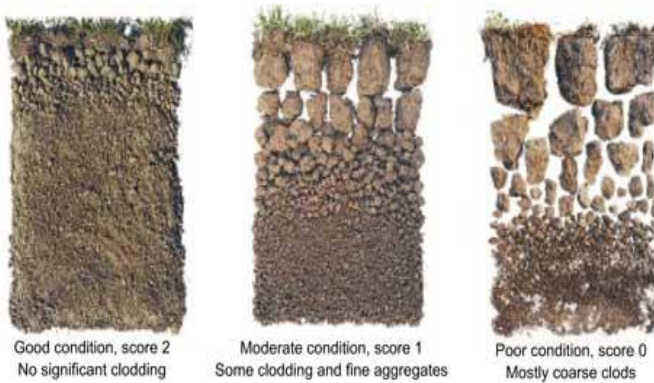 Good condition, score 2
No significant clodding
Moderate condition, score 1
Some clodding and fine aggregates
Poor condition, score 0
Mostly coarse clods